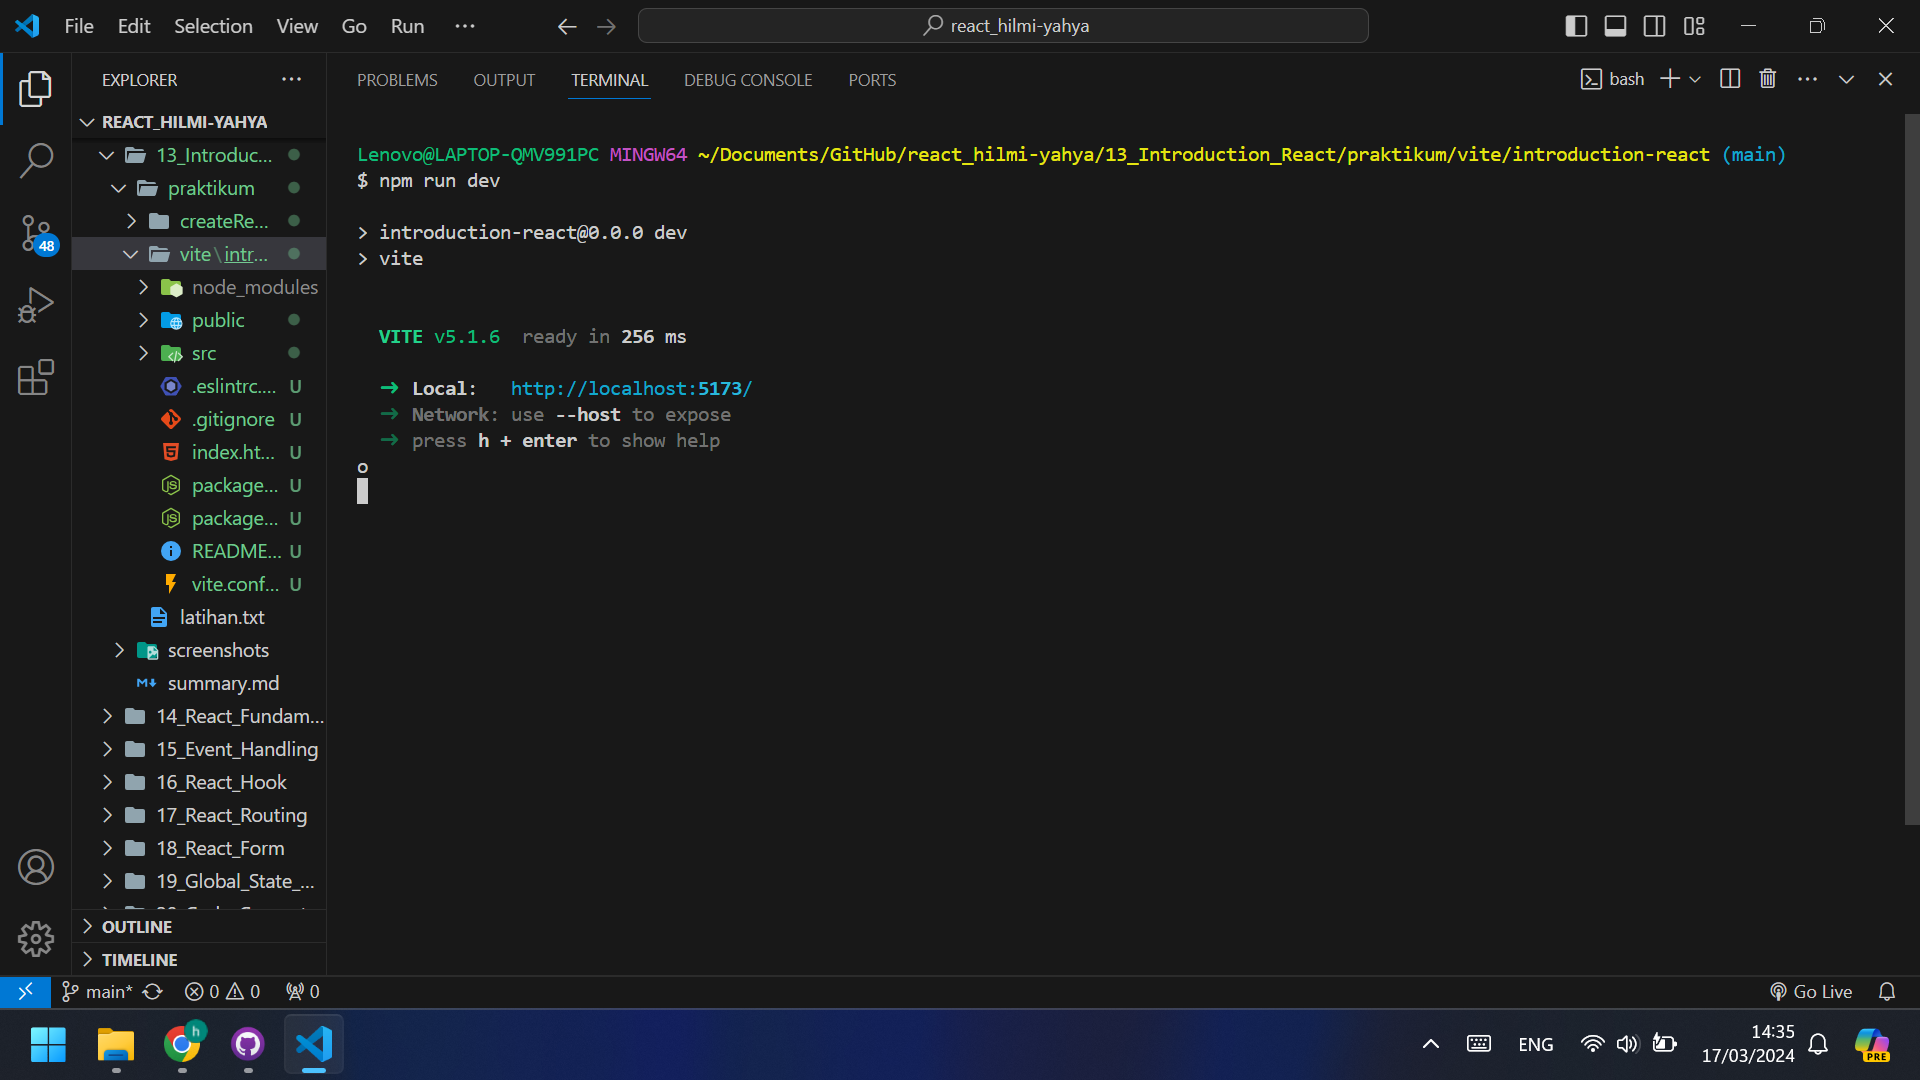 File Edit Selection View Go Run ···
react_hilmi-yahya
EXPLORER ···
REACT_HILMI-YAHYA
13_Introduc...
praktikum
createRe...
vite\intr...
node_modules
public
src
.eslintrc.... U
.gitignore U
index.ht... U
package... U
package... U
README... U
vite.conf... U
latihan.txt
screenshots
summary.md
14_React_Fundam...
15_Event_Handling
16_React_Hook
17_React_Routing
18_React_Form
19_Global_State_...
OUTLINE
TIMELINE
48
PROBLEMS OUTPUT TERMINAL DEBUG CONSOLE PORTS
bash
Lenovo@LAPTOP-QMV991PC MINGW64 ~/Documents/GitHub/react_hilmi-yahya/13_Introduction_React/praktikum/vite/introduction-react (main)
$ npm run dev
> introduction-react@0.0.0 dev
> vite
VITE v5.1.6 ready in 256 ms
➜ Local: http://localhost:5173/
➜ Network: use --host to expose
➜ press h + enter to show help
o
main* 0 0 0
Go Live
h
ENG
14:35
17/03/2024
PRE